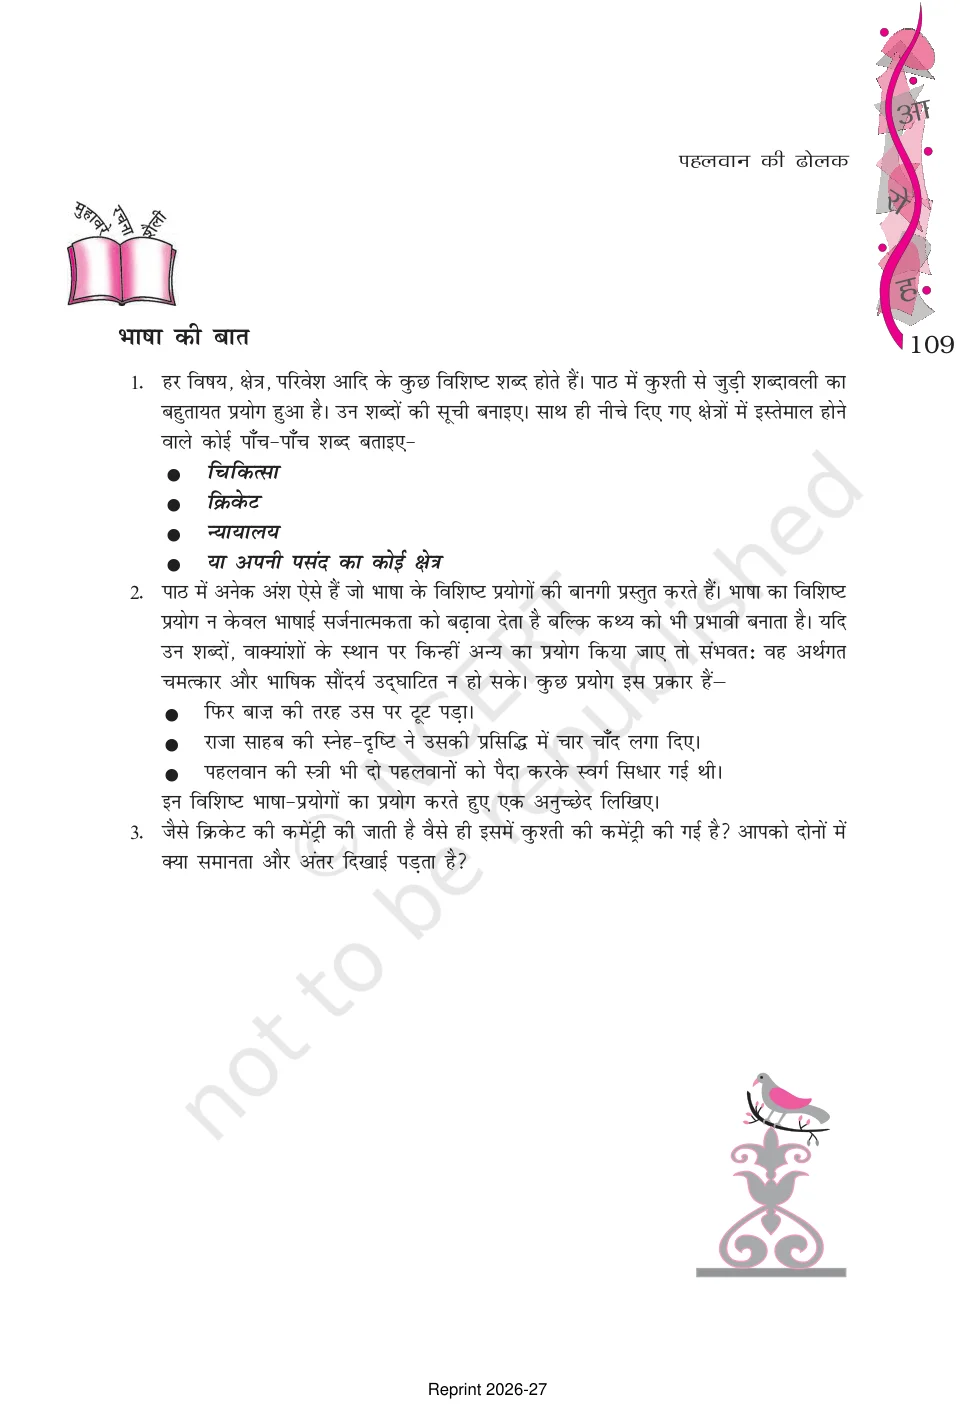 पहलवान की ढोलक
आ
रो
ह
109
मुहावरे रचना शैली
भाषा की बात
1. हर विषय, क्षेत्र, परिवेश आदि के कुछ विशिष्ट शब्द होते हैं। पाठ में कुश्ती से जुड़ी शब्दावली का
बहुतायत प्रयोग हुआ है। उन शब्दों की सूची बनाइए। साथ ही नीचे दिए गए क्षेत्रों में इस्तेमाल होने
वाले कोई पाँच-पाँच शब्द बताइए-
● चिकित्सा
● क्रिकेट
● न्यायालय
● या अपनी पसंद का कोई क्षेत्र
2. पाठ में अनेक अंश ऐसे हैं जो भाषा के विशिष्ट प्रयोगों की बानगी प्रस्तुत करते हैं। भाषा का विशिष्ट
प्रयोग न केवल भाषाई सर्जनात्मकता को बढ़ावा देता है बल्कि कथ्य को भी प्रभावी बनाता है। यदि
उन शब्दों, वाक्यांशों के स्थान पर किन्हीं अन्य का प्रयोग किया जाए तो संभवतः वह अर्थगत
चमत्कार और भाषिक सौंदर्य उद्घाटित न हो सके। कुछ प्रयोग इस प्रकार हैं–
● फिर बाज़ की तरह उस पर टूट पड़ा।
● राजा साहब की स्नेह-दृष्टि ने उसकी प्रसिद्धि में चार चाँद लगा दिए।
● पहलवान की स्त्री भी दो पहलवानों को पैदा करके स्वर्ग सिधार गई थी।
इन विशिष्ट भाषा-प्रयोगों का प्रयोग करते हुए एक अनुच्छेद लिखिए।
3. जैसे क्रिकेट की कमेंट्री की जाती है वैसे ही इसमें कुश्ती की कमेंट्री की गई है? आपको दोनों में
क्या समानता और अंतर दिखाई पड़ता है?
© NCERT
not to be republished
Reprint 2026-27